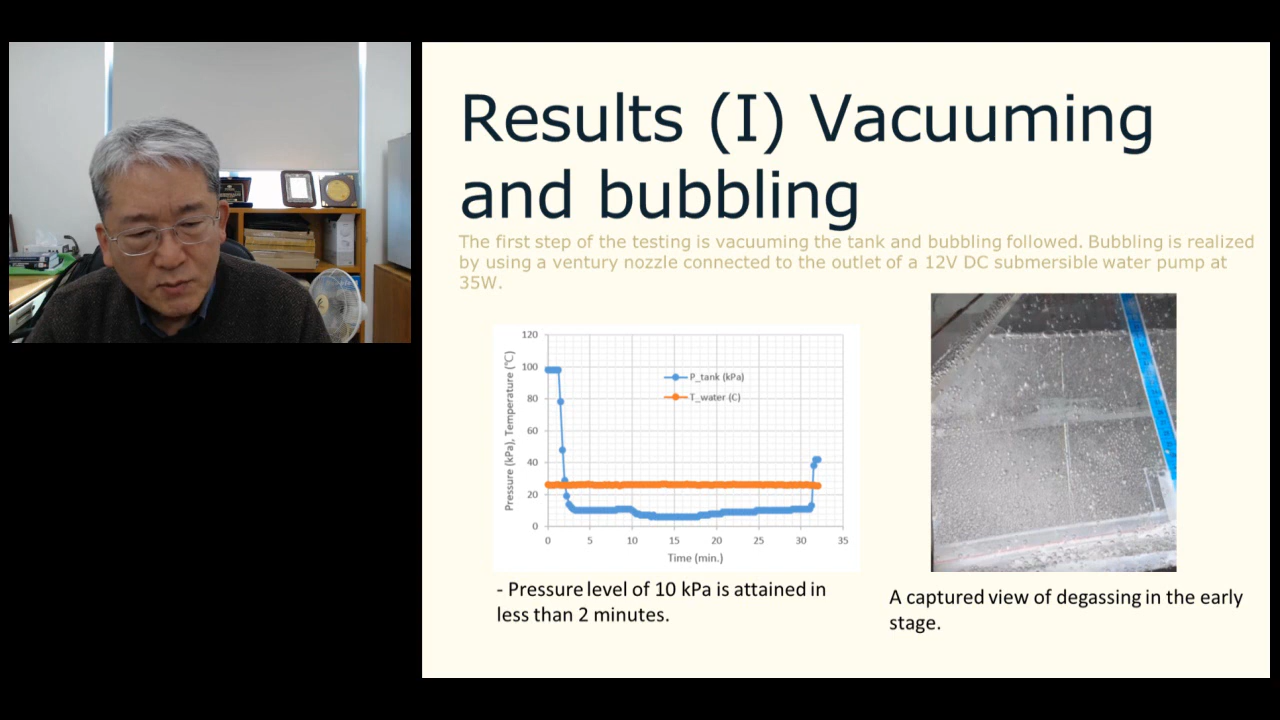 Results (I) Vacuuming
and bubbling
The first step of the testing is vacuuming the tank and bubbling followed. Bubbling is realized
by using a ventury nozzle connected to the outlet of a 12V DC submersible water pump at
35W.
120
100
80
60
40
20
0
Pressure (kPa), Temperature (°C)
P_tank (kPa)
T_water (C)
0 5 10 15 20 25 30 35
Time (min.)
- Pressure level of 10 kPa is attained in
less than 2 minutes.
A captured view of degassing in the early
stage.